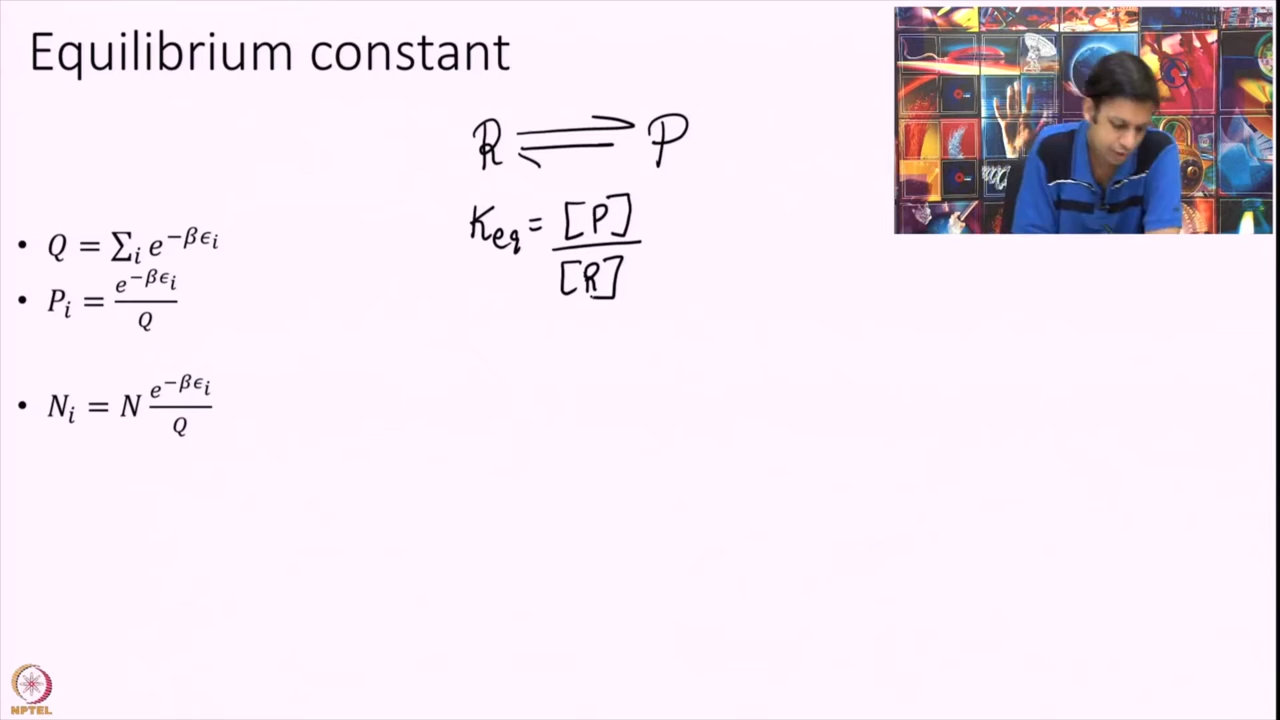 Equilibrium constant
R ⇌ P
K_eq = [P] / [R]
• Q = ∑_i e^{−βϵ_i}
• P_i = e^{−βϵ_i} / Q
• N_i = N e^{−βϵ_i} / Q
NPTEL